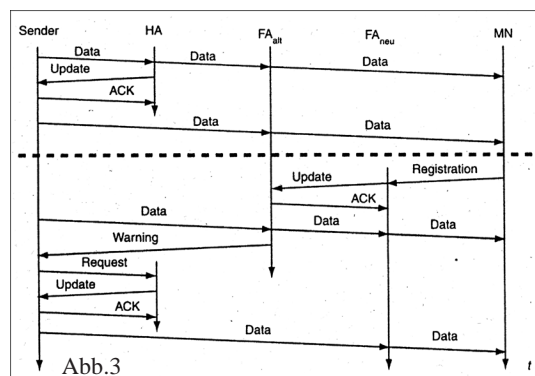 Sender HA FA alt FA neu MN
Data Data Data
Update
ACK
Data Data
Registration
Update
ACK
Data Data Data
Warning
Request
Update
ACK
Data Data
Abb.3 t